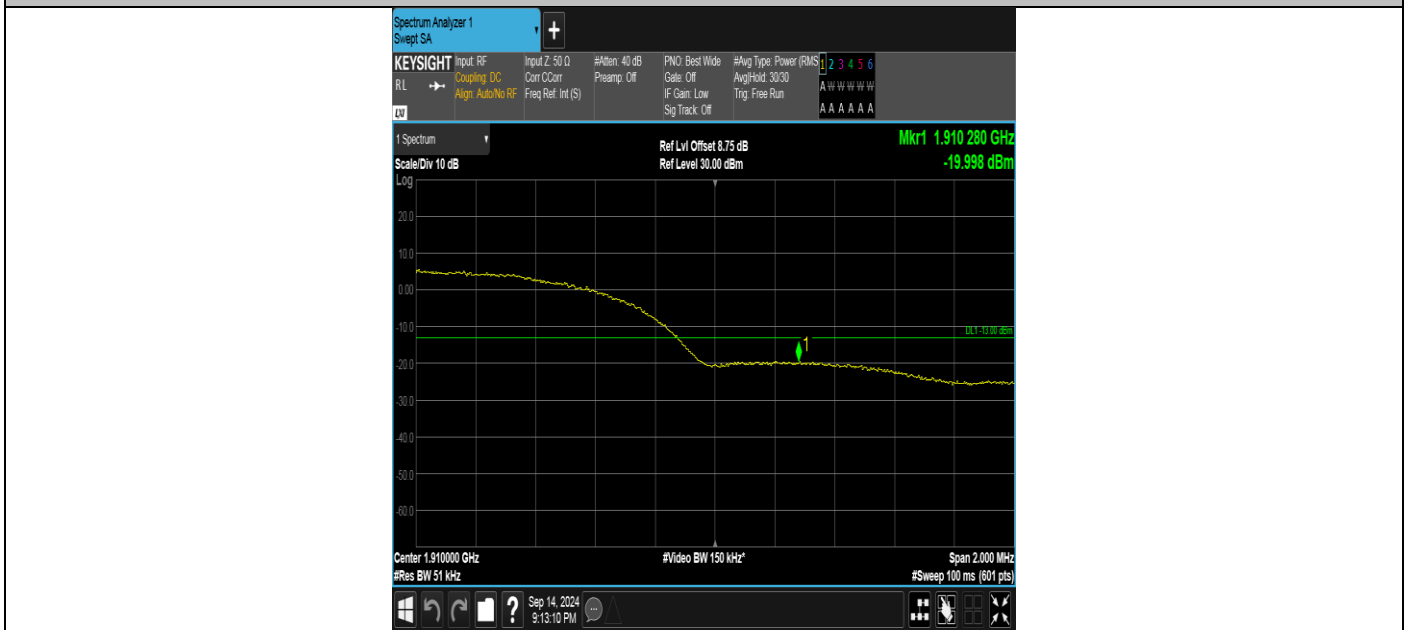 Spectrum Analyzer 1
Swept SA
+
KEYSIGHT
RL
LXI
Input: RF
Coupling: DC
Align: Auto/No RF
Input Z: 50 Ω
Corr CCorr
Freq Ref: Int (S)
#Atten: 40 dB
Preamp: Off
PNO: Best Wide
Gate: Off
IF Gain: Low
Sig Track: Off
#Avg Type: Power (RMS
Avg|Hold: 30/30
Trig: Free Run
1 2 3 4 5 6
A W W W W W
A A A A A A
1 Spectrum
Scale/Div 10 dB
Ref Lvl Offset 8.75 dB
Ref Level 30.00 dBm
Mkr1 1.910 280 GHz
-19.998 dBm
Log
20.0
10.0
0.00
-10.0
-20.0
-30.0
-40.0
-50.0
-60.0
DL1 -13.00 dBm
1
Center 1.910000 GHz
#Video BW 150 kHz*
Span 2.000 MHz
#Res BW 51 kHz
#Sweep 100 ms (601 pts)
?
Sep 14, 2024
9:13:10 PM